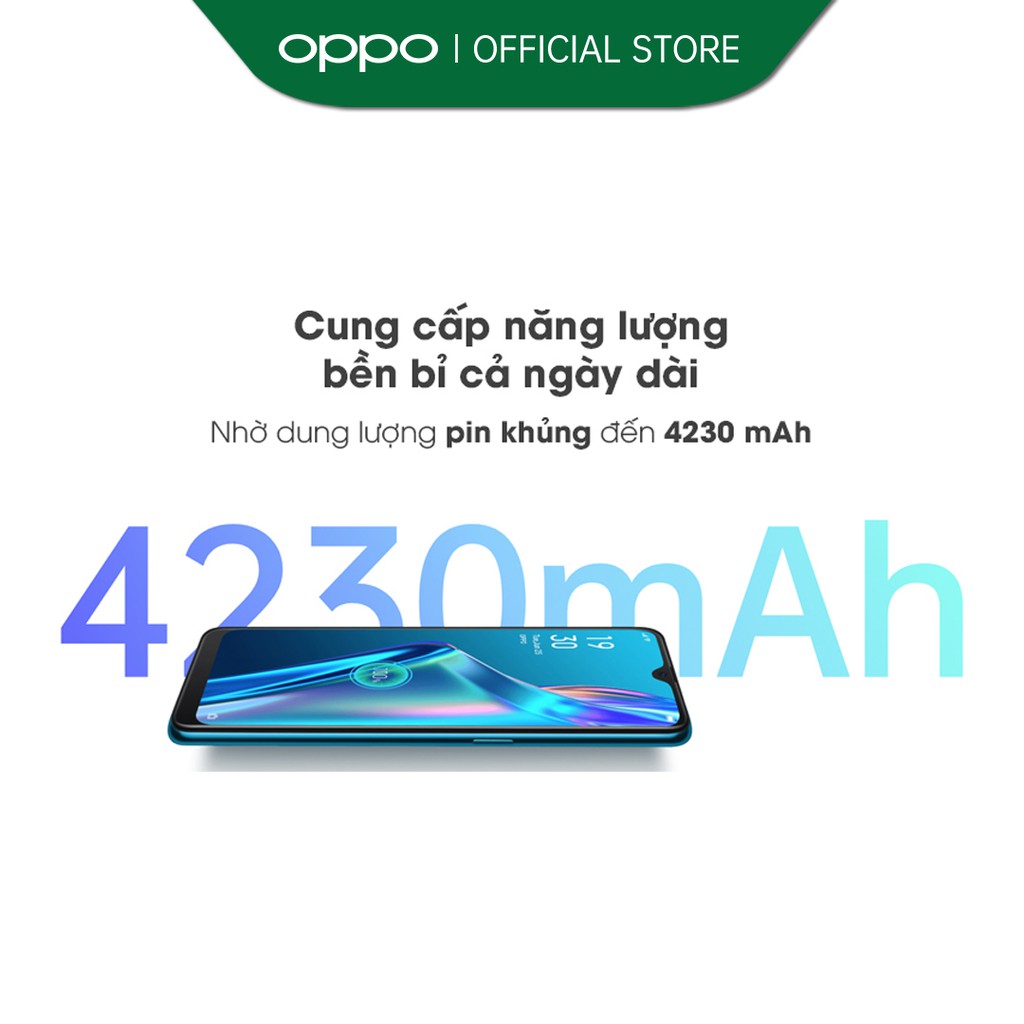 oppo | OFFICIAL STORE
Cung cấp năng lượng
bền bỉ cả ngày dài
Nhờ dung lượng pin khủng đến 4230 mAh
4230mAh
19
30
100%